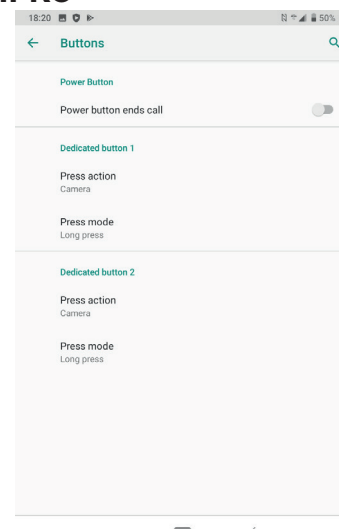 18:20 50%
Buttons
Power Button
Power button ends call
Dedicated button 1
Press action
Camera
Press mode
Long press
Dedicated button 2
Press action
Camera
Press mode
Long press